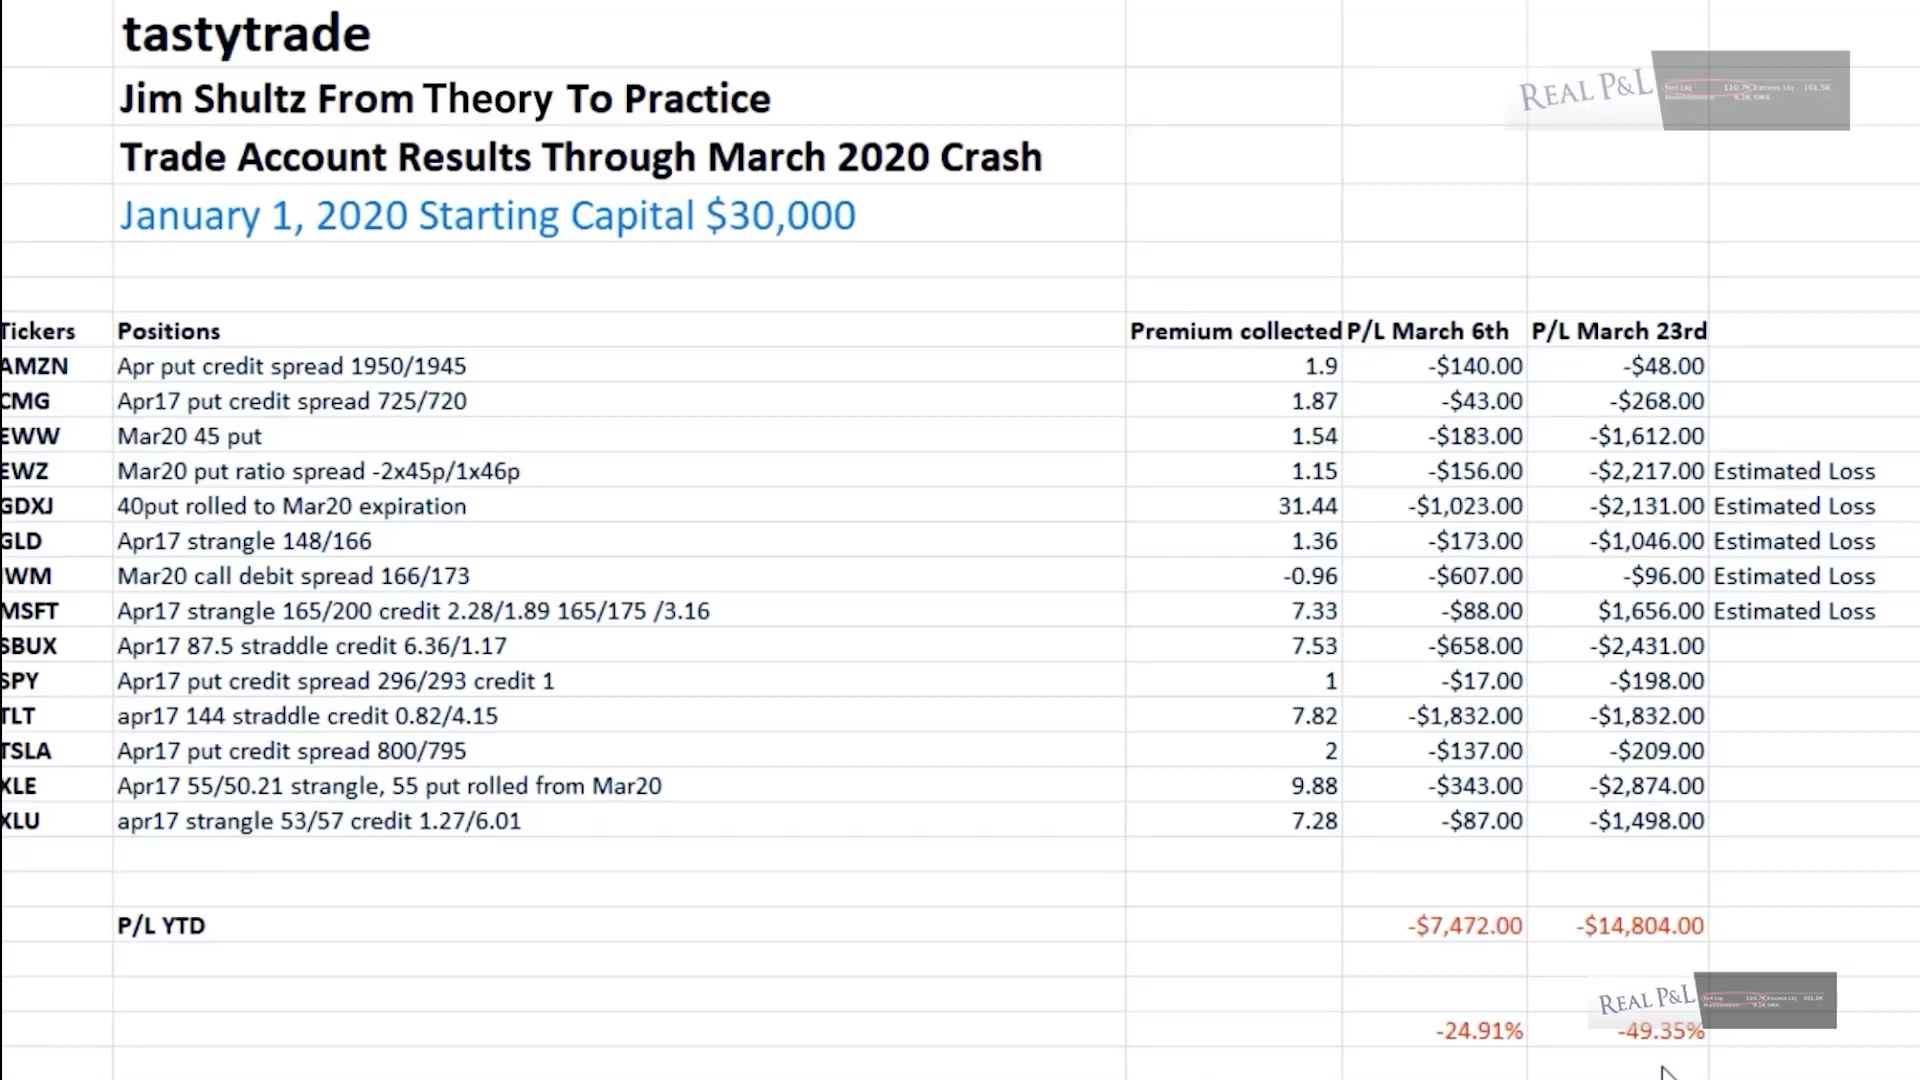 tastytrade
Jim Shultz From Theory To Practice
REAL P&L
Trade Account Results Through March 2020 Crash
January 1, 2020 Starting Capital $30,000
Tickers Positions Premium collected P/L March 6th P/L March 23rd
AMZN Apr put credit spread 1950/1945 1.9 -$140.00 -$48.00
CMG Apr17 put credit spread 725/720 1.87 -$43.00 -$268.00
EWW Mar20 45 put 1.54 -$183.00 -$1,612.00
EWZ Mar20 put ratio spread -2x45p/1x46p 1.15 -$156.00 -$2,217.00 Estimated Loss
GDXJ 40put rolled to Mar20 expiration 31.44 -$1,023.00 -$2,131.00 Estimated Loss
GLD Apr17 strangle 148/166 1.36 -$173.00 -$1,046.00 Estimated Loss
IWM Mar20 call debit spread 166/173 -0.96 -$607.00 -$96.00 Estimated Loss
MSFT Apr17 strangle 165/200 credit 2.28/1.89 165/175 /3.16 7.33 -$88.00 $1,656.00 Estimated Loss
SBUX Apr17 87.5 straddle credit 6.36/1.17 7.53 -$658.00 -$2,431.00
SPY Apr17 put credit spread 296/293 credit 1 1 -$17.00 -$198.00
TLT apr17 144 straddle credit 0.82/4.15 7.82 -$1,832.00 -$1,832.00
TSLA Apr17 put credit spread 800/795 2 -$137.00 -$209.00
XLE Apr17 55/50.21 strangle, 55 put rolled from Mar20 9.88 -$343.00 -$2,874.00
XLU apr17 strangle 53/57 credit 1.27/6.01 7.28 -$87.00 -$1,498.00
P/L YTD -$7,472.00 -$14,804.00
REAL P&L
-24.91% -49.35%